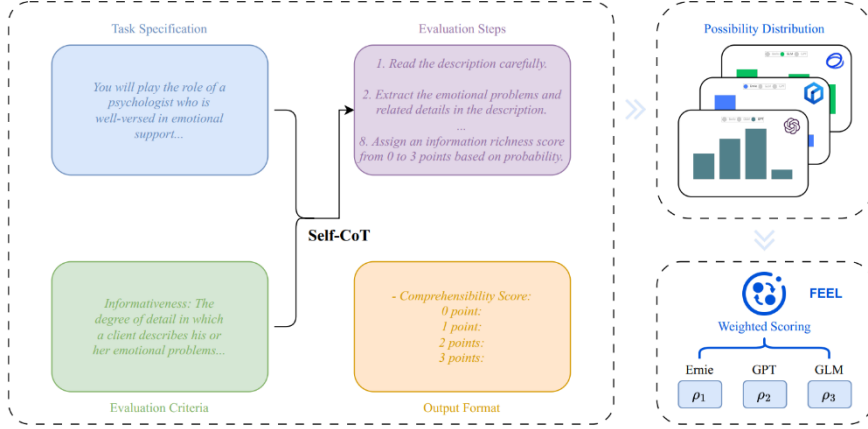 Task Specification
You will play the role of a
psychologist who is
well-versed in emotional
support...
Evaluation Steps
1. Read the description carefully.
2. Extract the emotional problems and
related details in the description.
...
8. Assign an information richness score
from 0 to 3 points based on probability.
Self-CoT
Informativeness: The
degree of detail in which
a client describes his or
her emotional problems...
Evaluation Criteria
- Comprehensibility Score:
0 point:
1 point:
2 points:
3 points:
Output Format
Possibility Distribution
GPT
FEEL
Weighted Scoring
Ernie GPT GLM
ρ1 ρ2 ρ3